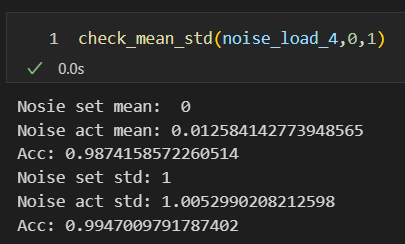 1 check_mean_std(noise_load_4,0,1)
0.0s
Nosie set mean:  0
Noise act mean: 0.012584142773948565
Acc: 0.9874158572260514
Noise set std: 1
Noise act std: 1.0052990208212598
Acc: 0.9947009791787402